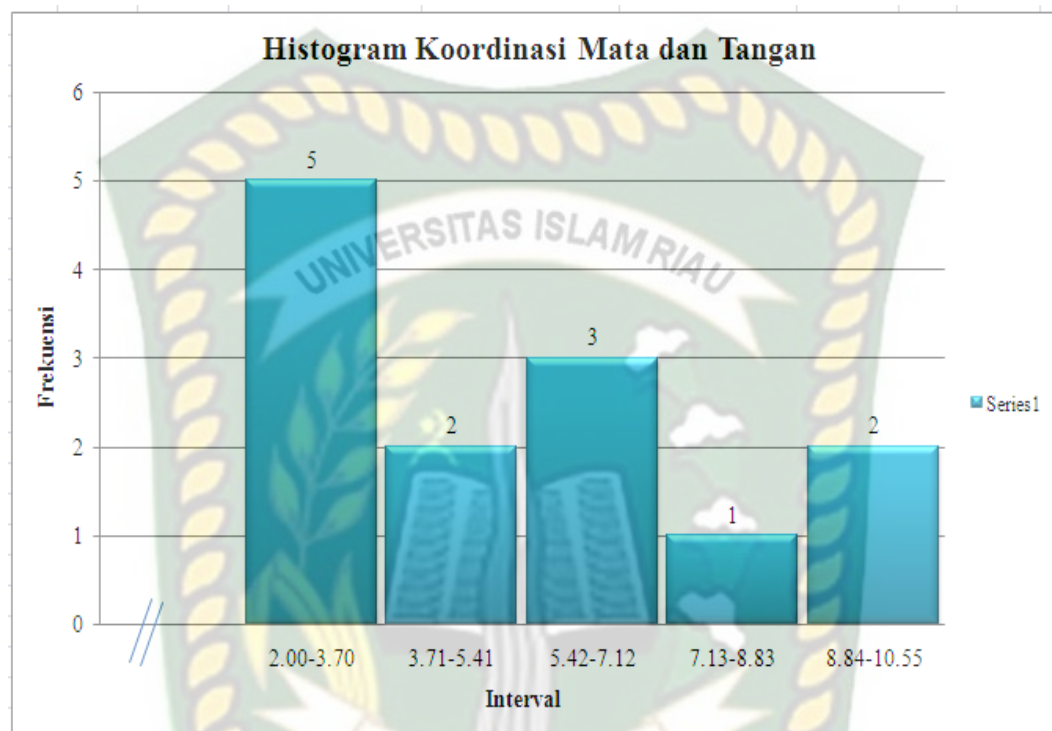 Histogram Koordinasi Mata dan Tangan
6
5
4
3
2
1
0
Frekuensi
5
2
3
1
2
UNIVERSITAS ISLAM RIAU
Series1
2.00-3.70 3.71-5.41 5.42-7.12 7.13-8.83 8.84-10.55
Interval